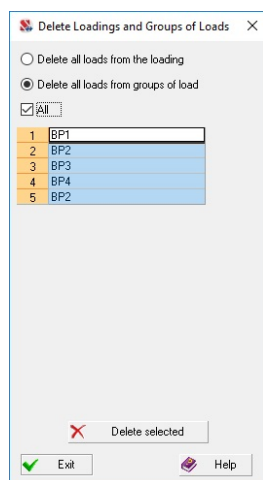 Delete Loadings and Groups of Loads
Delete all loads from the loading
Delete all loads from groups of load
All
1 BP1
2 BP2
3 BP3
4 BP4
5 BP2
Delete selected
Exit Help